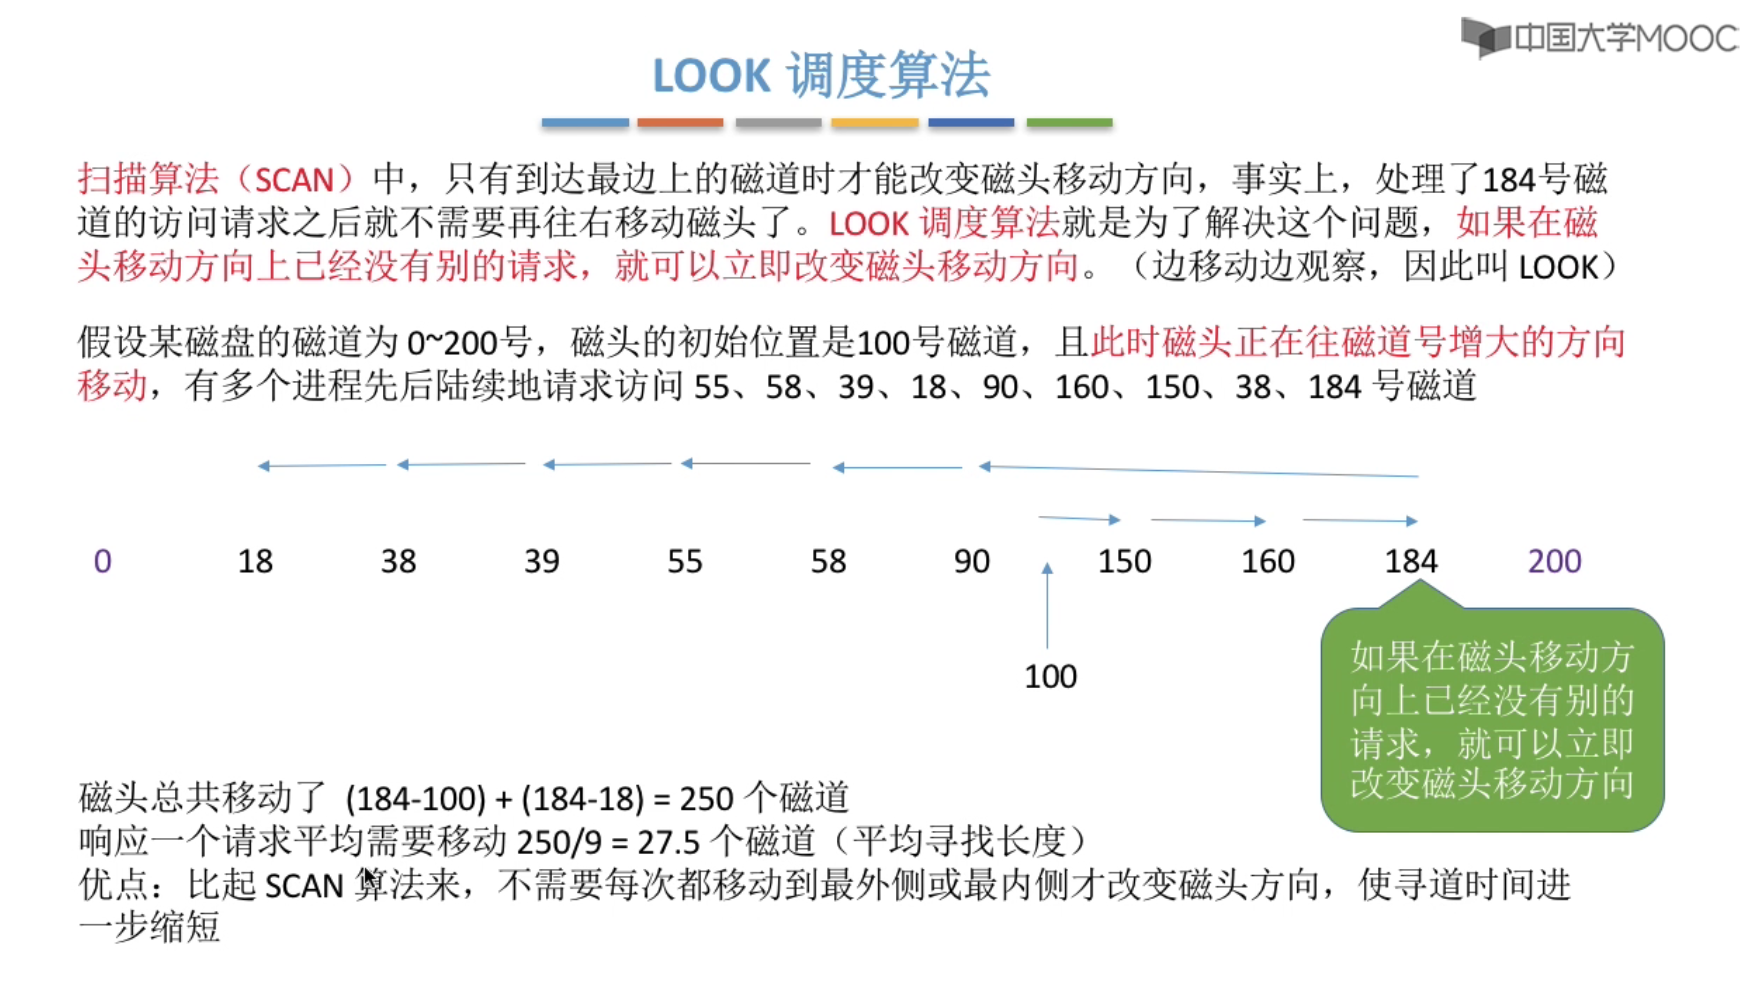 中国大学MOOC
LOOK 调度算法
扫描算法（SCAN）中，只有到达最边上的磁道时才能改变磁头移动方向，事实上，处理了184号磁
道的访问请求之后就不需要再往右移动磁头了。LOOK 调度算法就是为了解决这个问题，如果在磁
头移动方向上已经没有别的请求，就可以立即改变磁头移动方向。（边移动边观察，因此叫 LOOK）
假设某磁盘的磁道为 0~200号，磁头的初始位置是100号磁道，且此时磁头正在往磁道号增大的方向
移动，有多个进程先后陆续地请求访问 55、58、39、18、90、160、150、38、184 号磁道
0 18 38 39 55 58 90 150 160 184 200
100
如果在磁头移动方
向上已经没有别的
请求，就可以立即
改变磁头移动方向
磁头总共移动了 (184-100) + (184-18) = 250 个磁道
响应一个请求平均需要移动 250/9 = 27.5 个磁道（平均寻找长度）
优点：比起 SCAN 算法来，不需要每次都移动到最外侧或最内侧才改变磁头方向，使寻道时间进
一步缩短